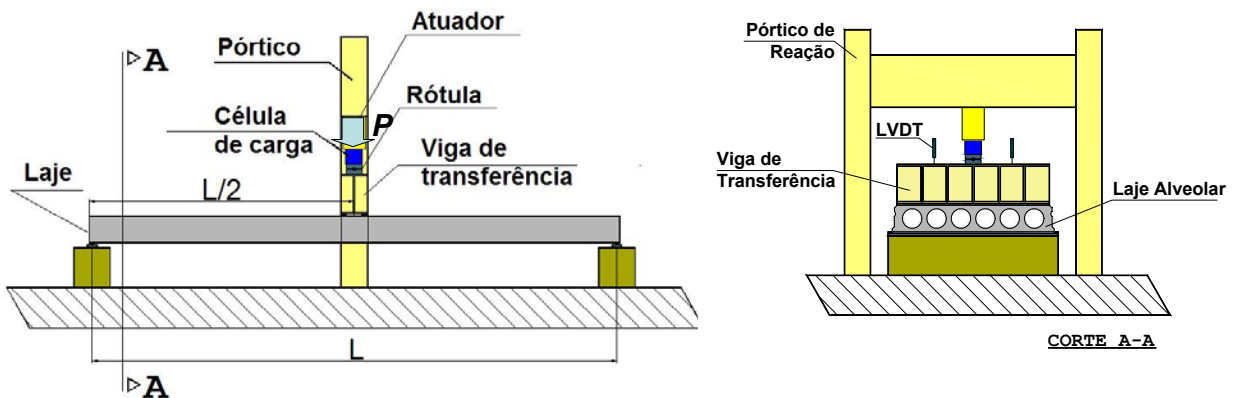 Atuador
A
Pórtico
Rótula
Célula
de carga
P
Viga de
transferência
Laje
L/2
L
A
Pórtico de
Reação
LVDT
Viga de
Transferência
Laje Alveolar
CORTE A-A